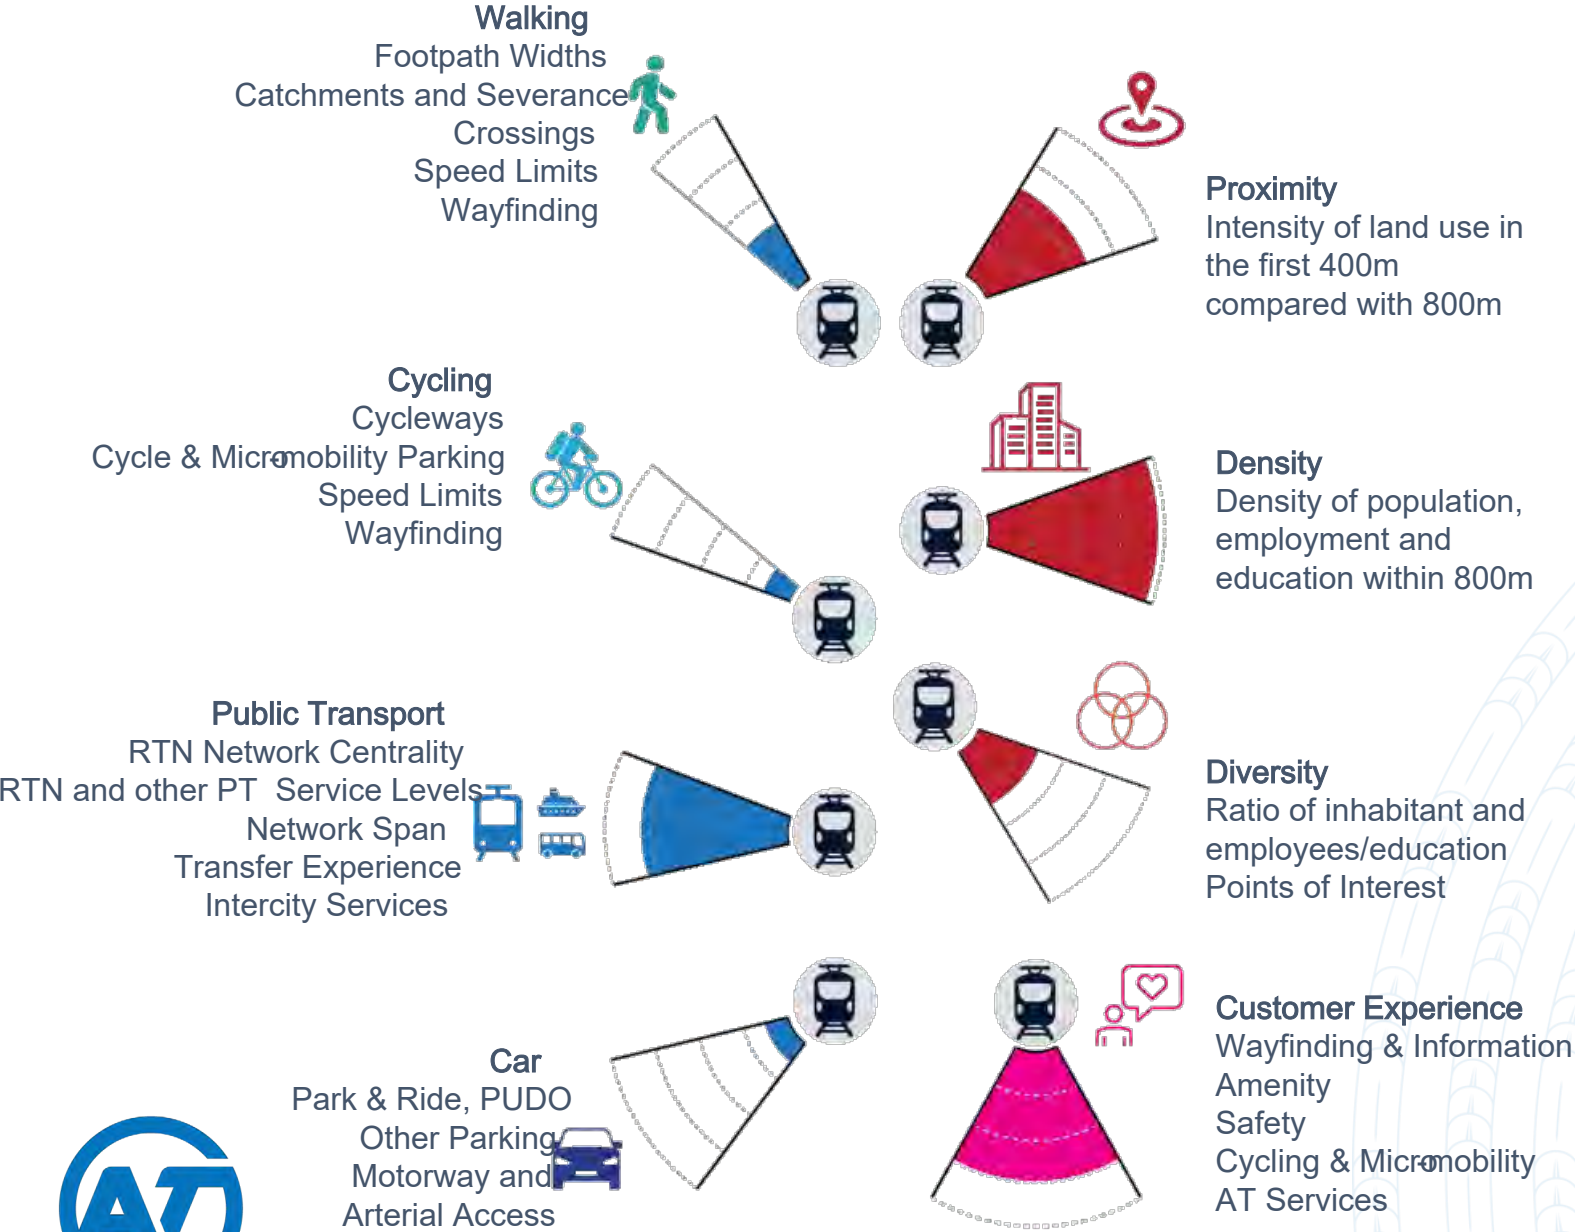 Walking
Footpath Widths
Catchments and Severance
Crossings
Speed Limits
Wayfinding
Proximity
Intensity of land use in
the first 400m
compared with 800m
Cycling
Cycleways
Cycle & Micro-mobility Parking
Speed Limits
Wayfinding
Density
Density of population,
employment and
education within 800m
Public Transport
RTN Network Centrality
RTN and other PT Service Levels
Network Span
Transfer Experience
Intercity Services
Diversity
Ratio of inhabitant and
employees/education
Points of Interest
Car
Park & Ride, PUDO
Other Parking
Motorway and
Arterial Access
Customer Experience
Wayfinding & Information
Amenity
Safety
Cycling & Micro-mobility
AT Services
AT